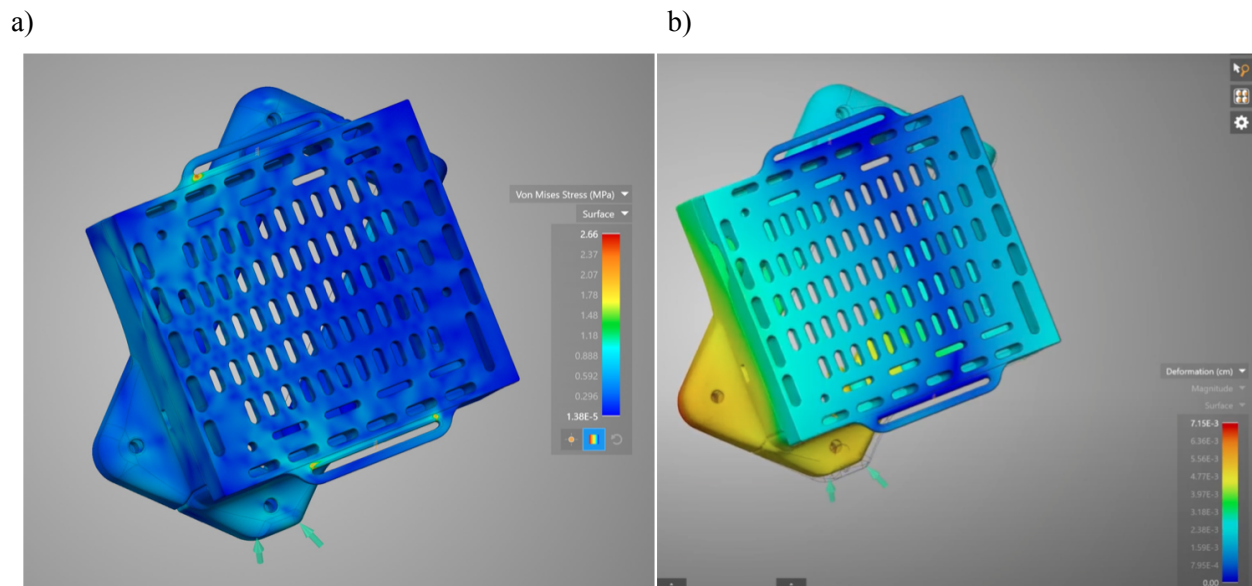 a)
b)
Von Mises Stress (MPa)
Surface
2.66
2.37
2.07
1.78
1.48
1.18
0.888
0.592
0.296
1.38E-5
Deformation (cm)
Magnitude
Surface
7.15E-3
6.36E-3
5.56E-3
4.77E-3
3.97E-3
3.18E-3
2.38E-3
1.59E-3
7.95E-4
0.00